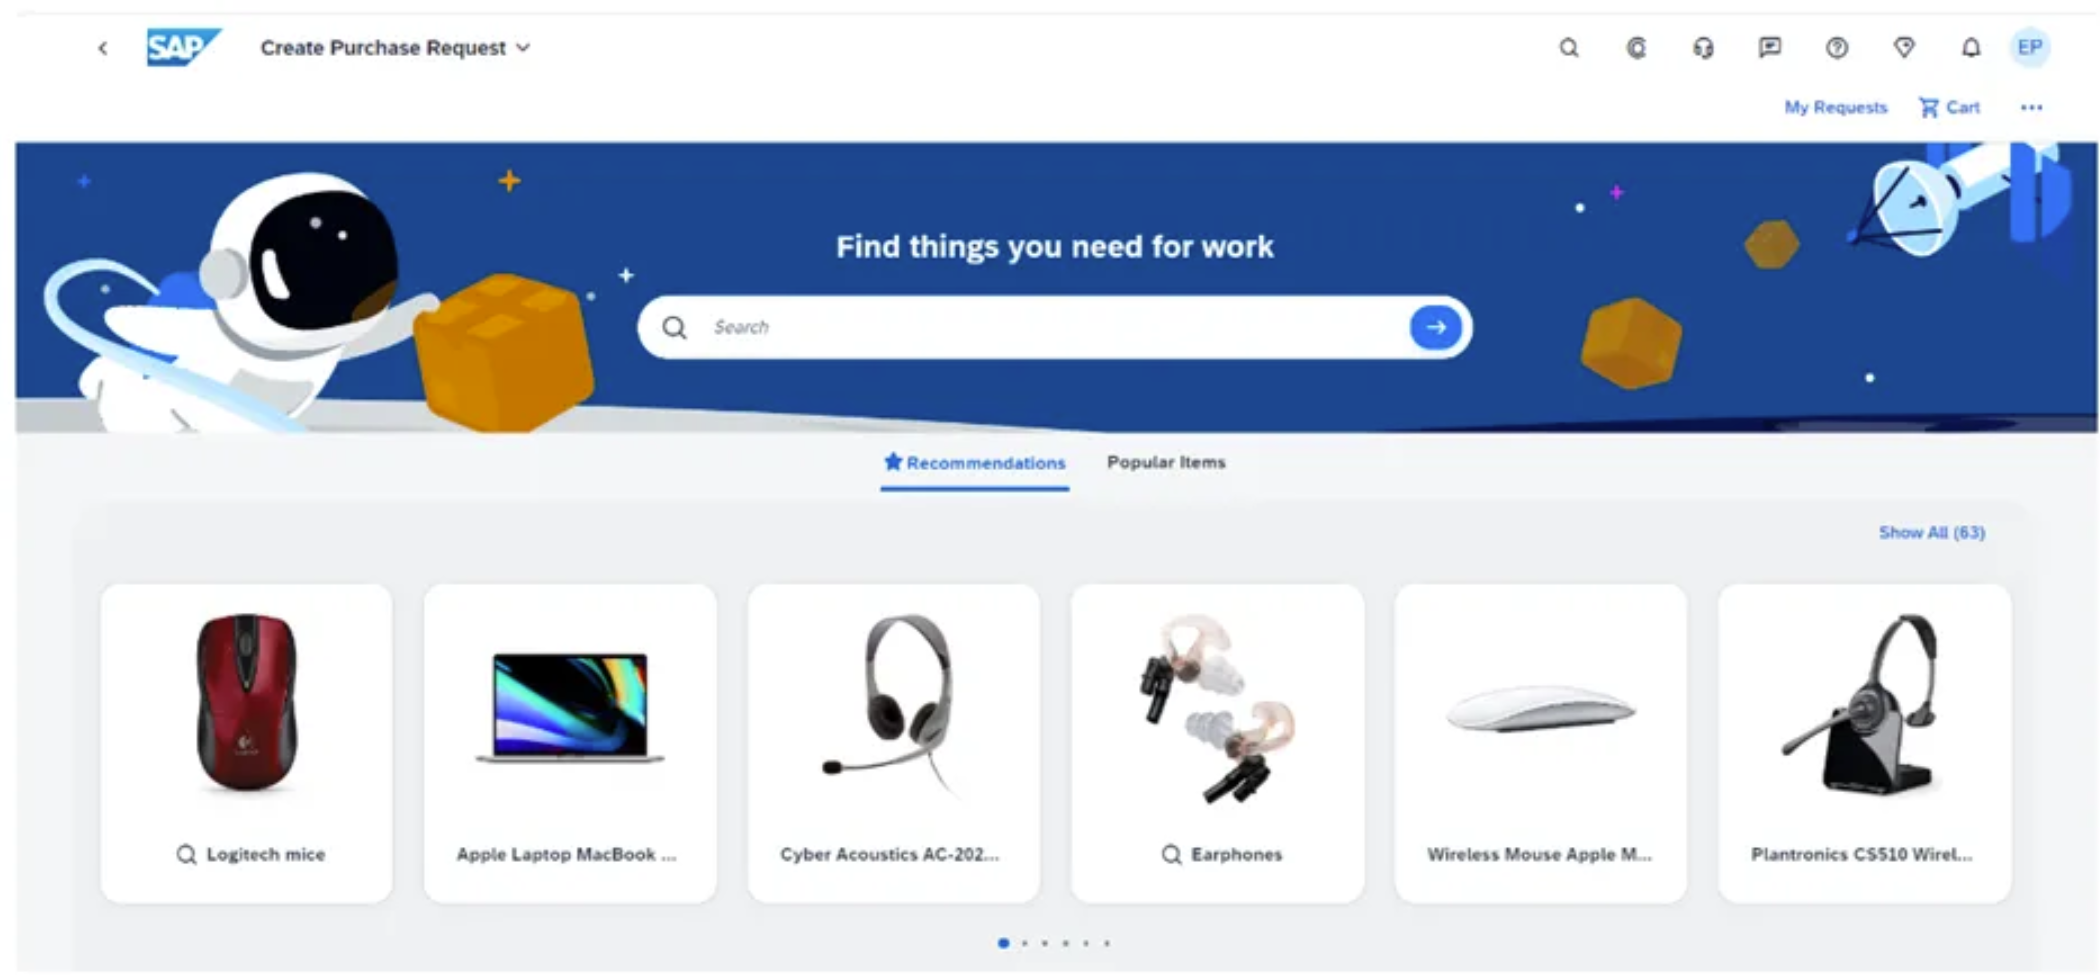 SAP Create Purchase Request EP
My Requests Cart
Find things you need for work
Search
Recommendations Popular Items
Show All (63)
Logitech mice Apple Laptop MacBook ... Cyber Acoustics AC-202... Earphones Wireless Mouse Apple M... Plantronics CS510 Wirel...